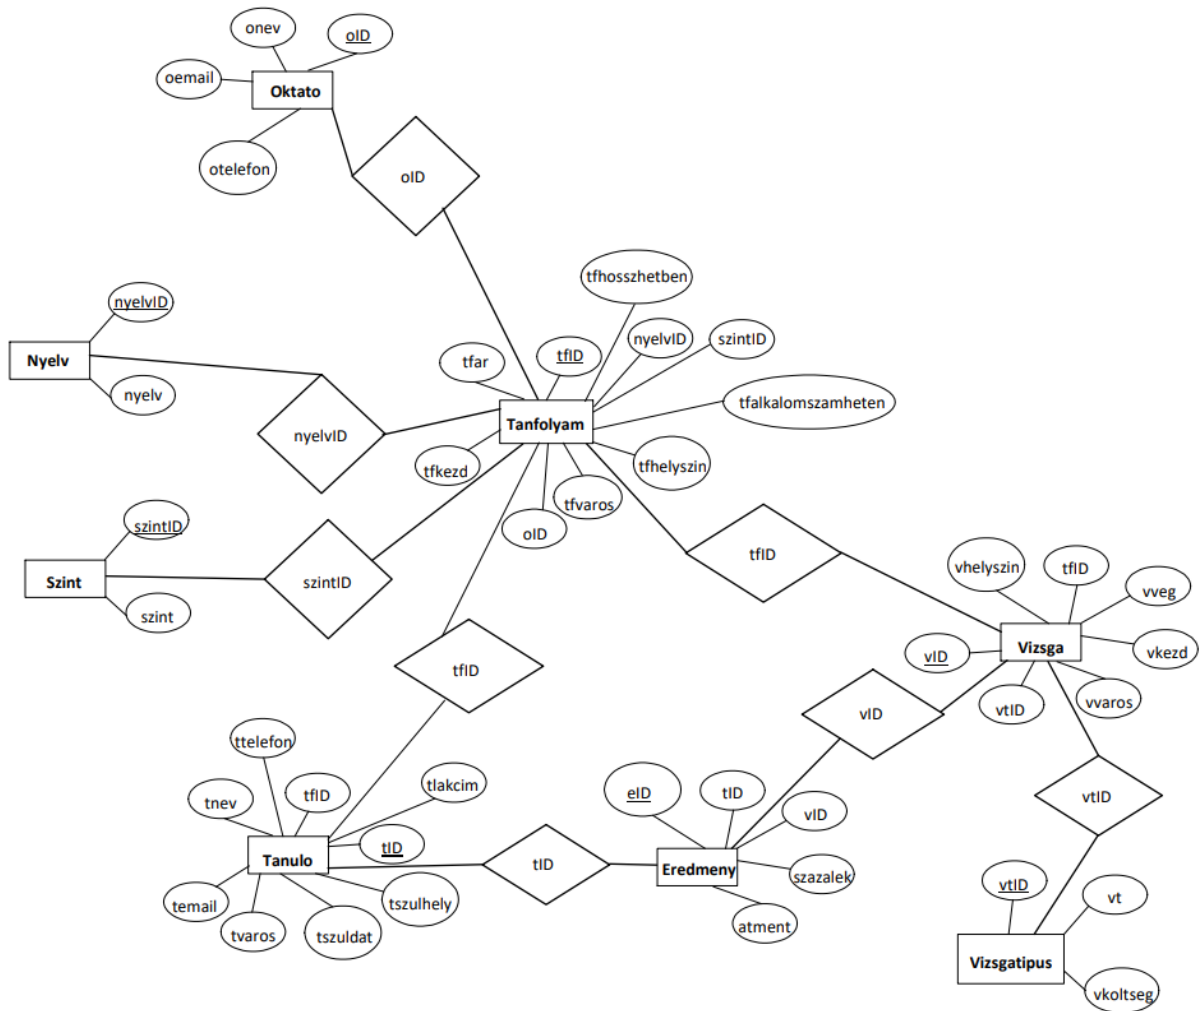 onev
oID
oemail
Oktato
otelefon
oID
tfhosszhetben
nyelvID
Nyelv
nyelv
nyelvID
tfar
tfID
nyelvID
szintID
tfalkalomszamheten
Tanfolyam
tfkezd
tfhelyszin
tfvaros
oID
szintID
Szint
szint
szintID
tfID
vhelyszin
tfID
vveg
Vizsga
vID
vkezd
vtID
vvaros
tfID
vID
ttelefon
tnev
tfID
tlakcim
tID
Tanulo
temail
tvaros
tszuldat
tszulhely
tID
eID
tID
vID
Eredmeny
szazalek
atment
vtID
vtID
vt
Vizsgatipus
vkoltseg